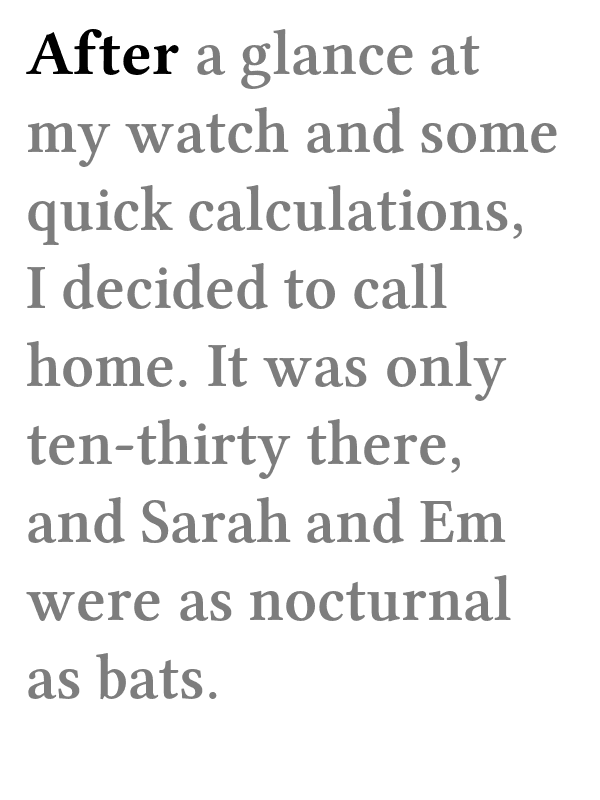 After a glance at
my watch and some
quick calculations,
I decided to call
home. It was only
ten-thirty there,
and Sarah and Em
were as nocturnal
as bats.